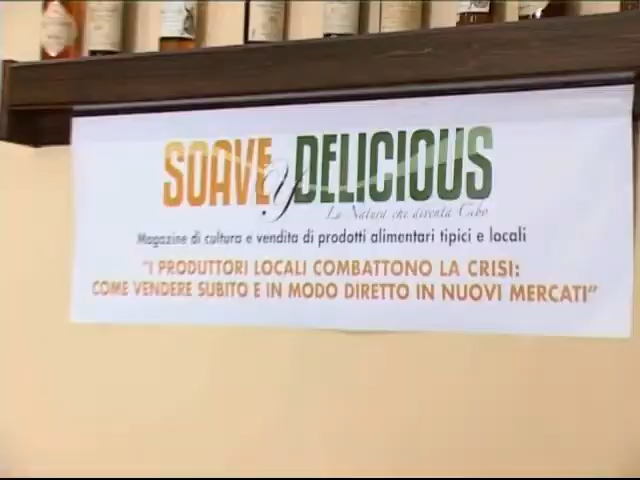 SOAVE y DELICIOUS
La Natura che diventa Cibo
Magazine di cultura e vendita di prodotti alimentari tipici e locali
"I PRODUTTORI LOCALI COMBATTONO LA CRISI:
COME VENDERE SUBITO E IN MODO DIRETTO IN NUOVI MERCATI"